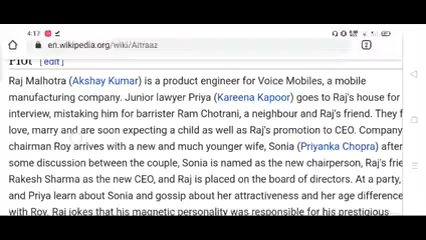 4:17
en.wikipedia.org/wiki/Aitraaz
2
Plot [edit]
Raj Malhotra (Akshay Kumar) is a product engineer for Voice Mobiles, a mobile
manufacturing company. Junior lawyer Priya (Kareena Kapoor) goes to Raj's house for
interview, mistaking him for barrister Ram Chotrani, a neighbour and Raj's friend. They f
love, marry and are soon expecting a child as well as Raj's promotion to CEO. Company
chairman Roy arrives with a new and much younger wife, Sonia (Priyanka Chopra) after
some discussion between the couple, Sonia is named as the new chairperson, Raj's frie
Rakesh Sharma as the new CEO, and Raj is placed on the board of directors. At a party,
and Priya learn about Sonia and gossip about her attractiveness and her age difference
with Roy. Raj jokes that his magnetic personality was responsible for his prestigious